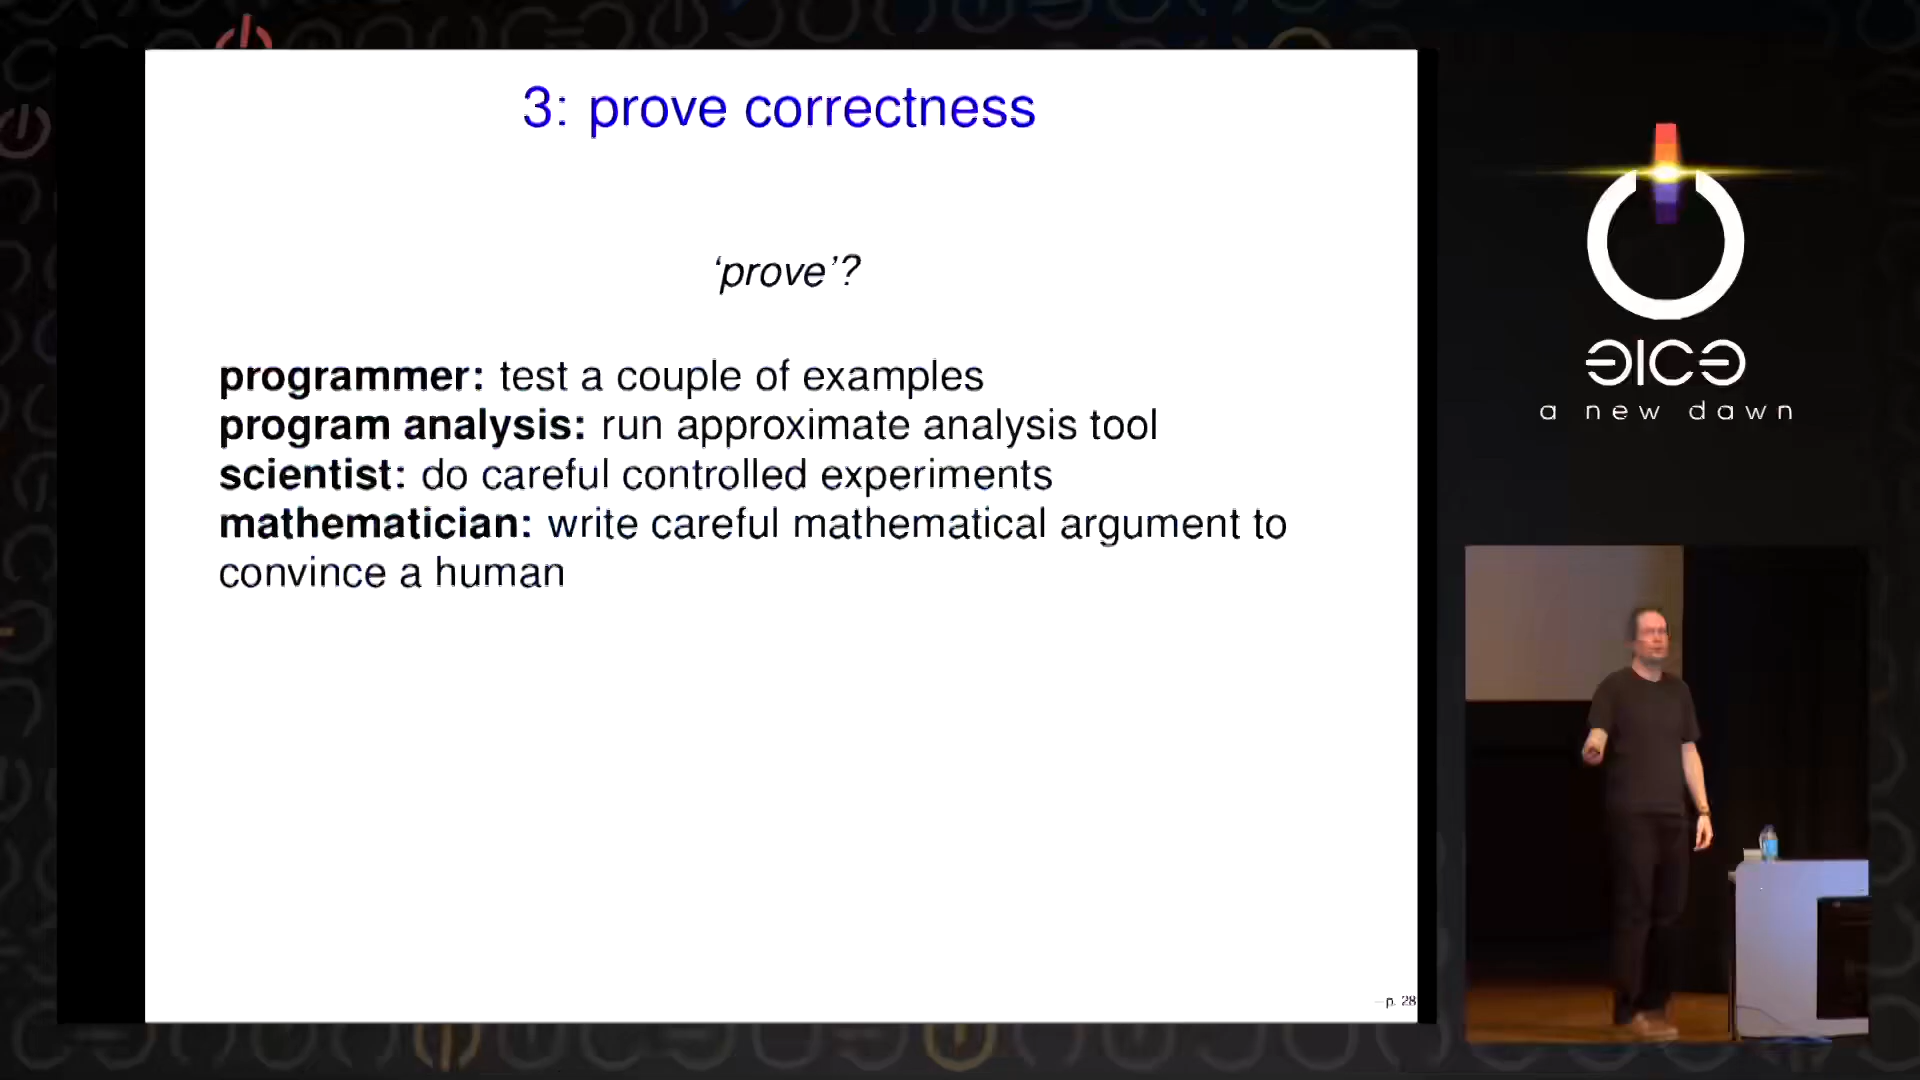 3: prove correctness
‘prove’?
programmer: test a couple of examples
program analysis: run approximate analysis tool
scientist: do careful controlled experiments
mathematician: write careful mathematical argument to
convince a human
– p. 28
ƎICƎ
a new dawn